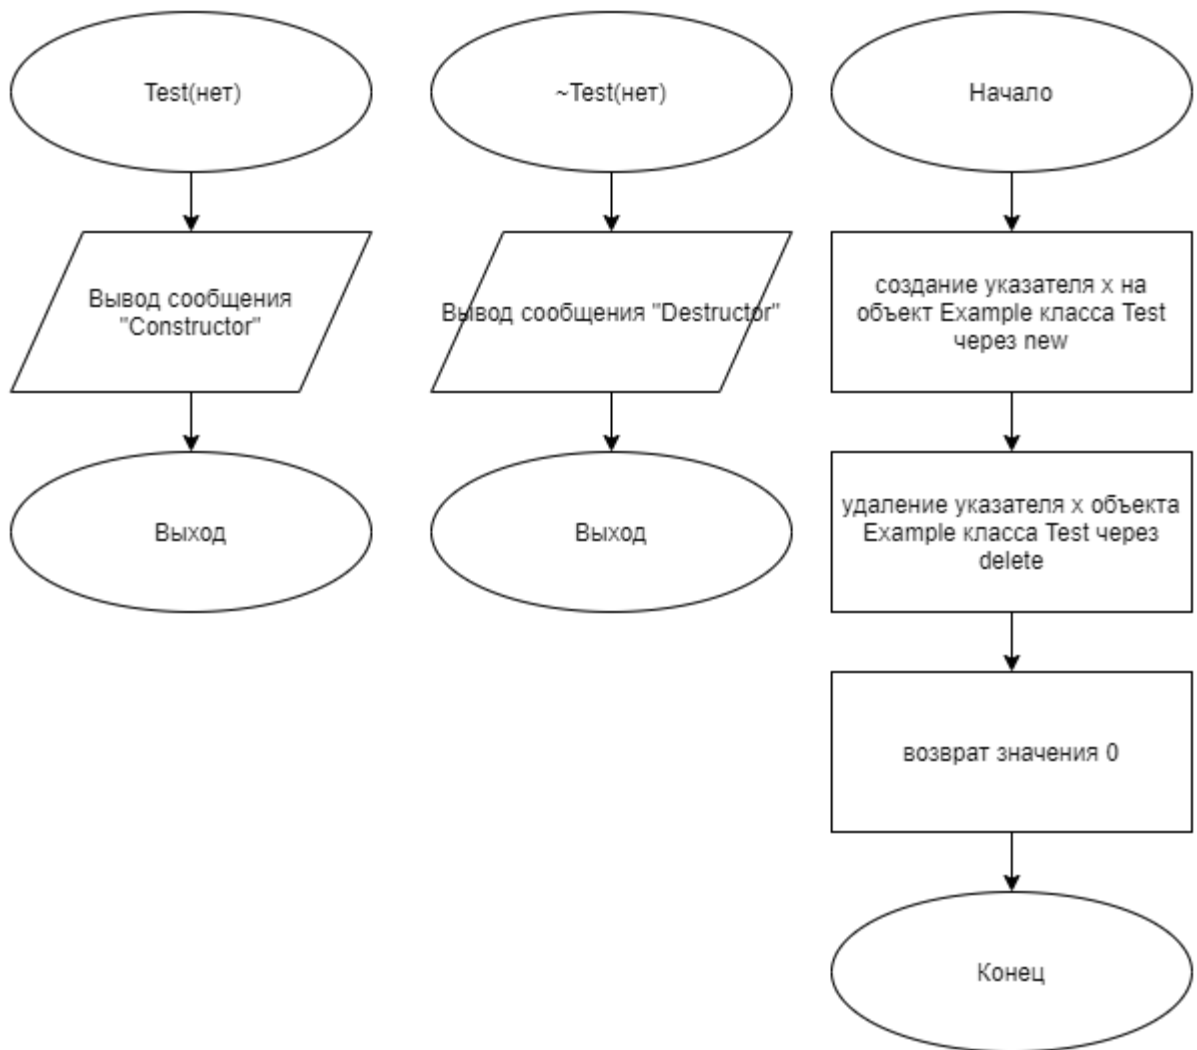 Test(нет)
Вывод сообщения
"Constructor"
Выход
~Test(нет)
Вывод сообщения "Destructor"
Выход
Начало
создание указателя x на
объект Example класса Test
через new
удаление указателя x объекта
Example класса Test через
delete
возврат значения 0
Конец